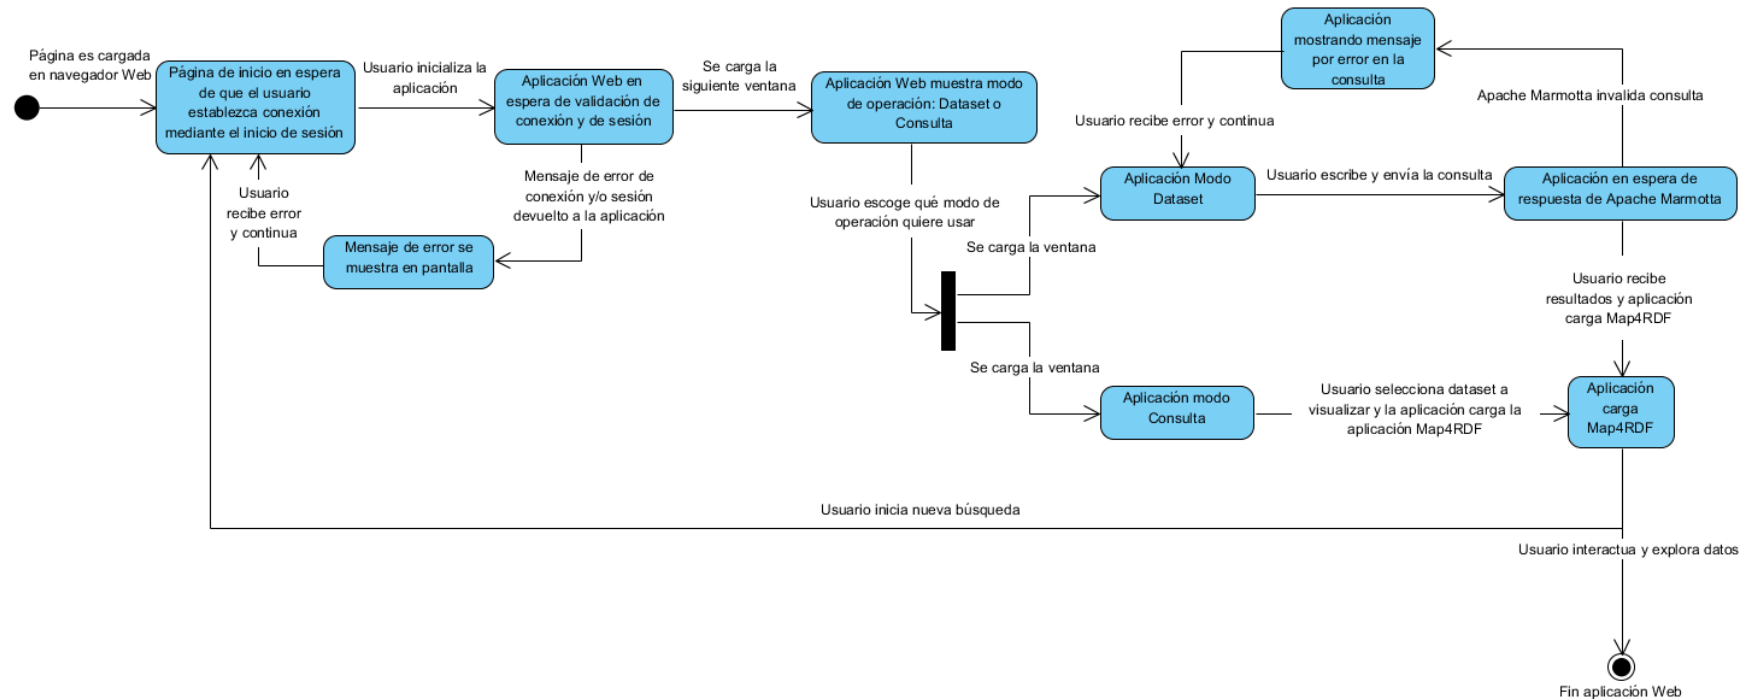 Página es cargada
en navegador Web
Página de inicio en espera
de que el usuario
establezca conexión
mediante el inicio de sesión
Usuario inicializa la
aplicación
Aplicación Web en
espera de validación de
conexión y de sesión
Se carga la
siguiente ventana
Aplicación Web muestra modo
de operación: Dataset o
Consulta
Aplicación
mostrando mensaje
por error en la
consulta
Apache Marmotta invalida consulta
Usuario recibe error y continua
Usuario
recibe error
y continua
Mensaje de error de
conexión y/o sesión
devuelto a la aplicación
Mensaje de error se
muestra en pantalla
Usuario escoge qué modo de
operación quiere usar
Se carga la ventana
Aplicación Modo
Dataset
Usuario escribe y envía la consulta
Aplicación en espera de
respuesta de Apache Marmotta
Usuario recibe
resultados y aplicación
carga Map4RDF
Se carga la ventana
Aplicación modo
Consulta
Usuario selecciona dataset a
visualizar y la aplicación carga la
aplicación Map4RDF
Aplicación
carga
Map4RDF
Usuario inicia nueva búsqueda
Usuario interactua y explora datos
Fin aplicación Web